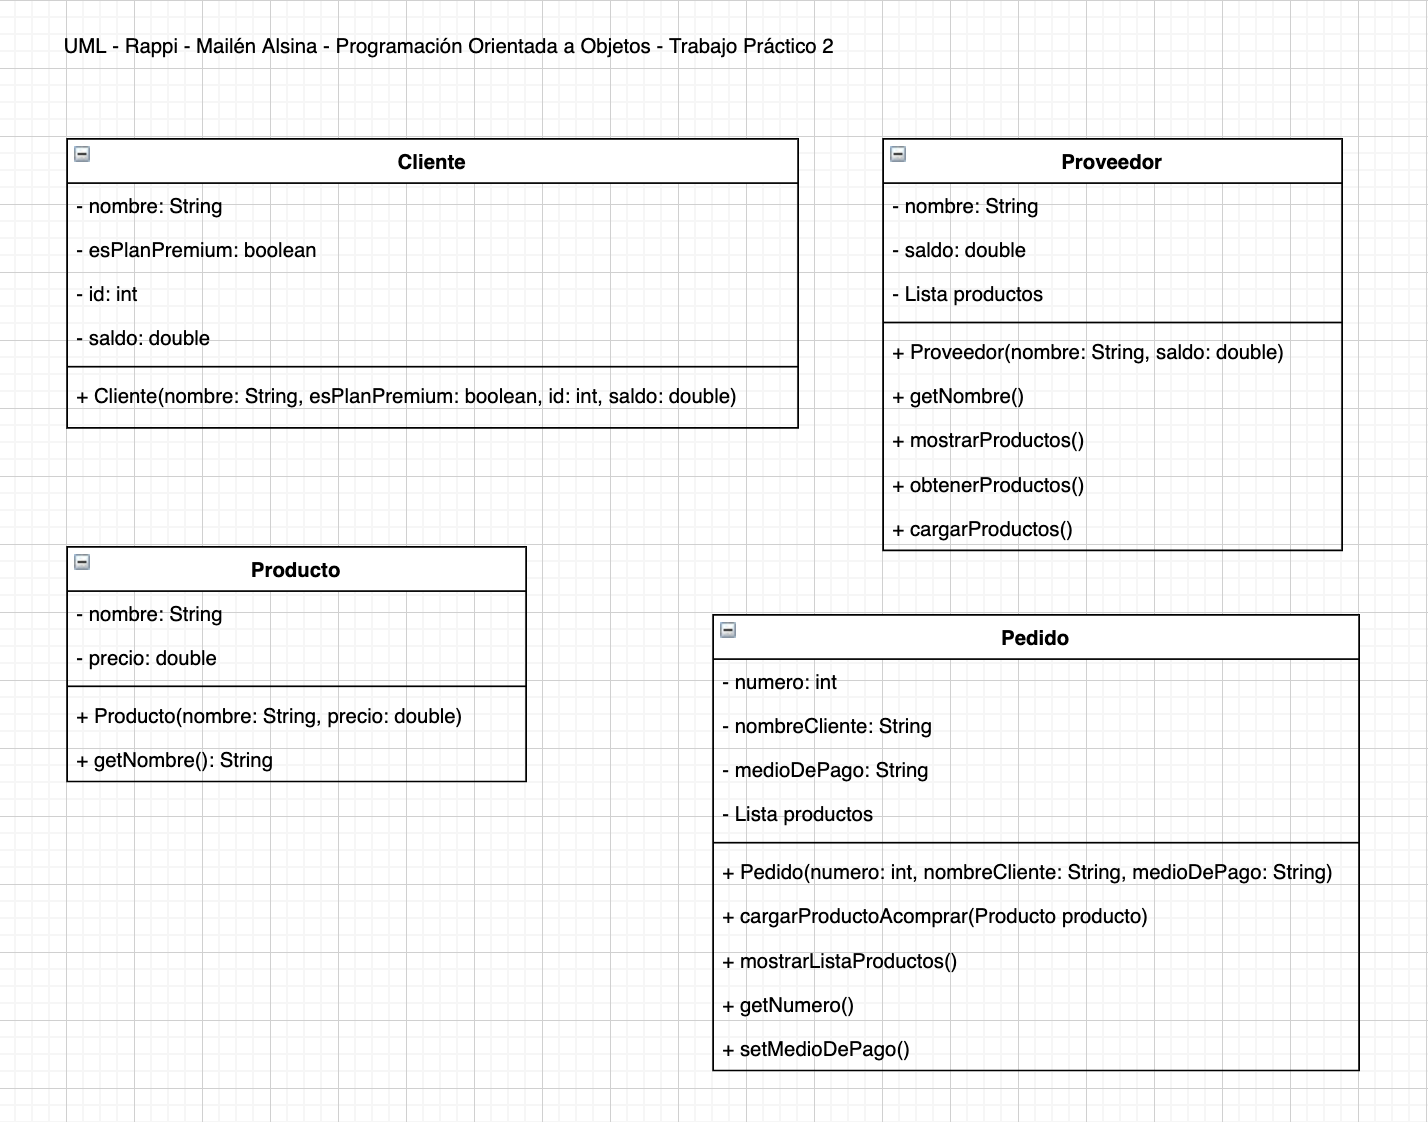 UML - Rappi - Mailén Alsina - Programación Orientada a Objetos - Trabajo Práctico 2
Cliente
- nombre: String
- esPlanPremium: boolean
- id: int
- saldo: double
+ Cliente(nombre: String, esPlanPremium: boolean, id: int, saldo: double)
Proveedor
- nombre: String
- saldo: double
- Lista productos
+ Proveedor(nombre: String, saldo: double)
+ getNombre()
+ mostrarProductos()
+ obtenerProductos()
+ cargarProductos()
Producto
- nombre: String
- precio: double
+ Producto(nombre: String, precio: double)
+ getNombre(): String
Pedido
- numero: int
- nombreCliente: String
- medioDePago: String
- Lista productos
+ Pedido(numero: int, nombreCliente: String, medioDePago: String)
+ cargarProductoAcomprar(Producto producto)
+ mostrarListaProductos()
+ getNumero()
+ setMedioDePago()